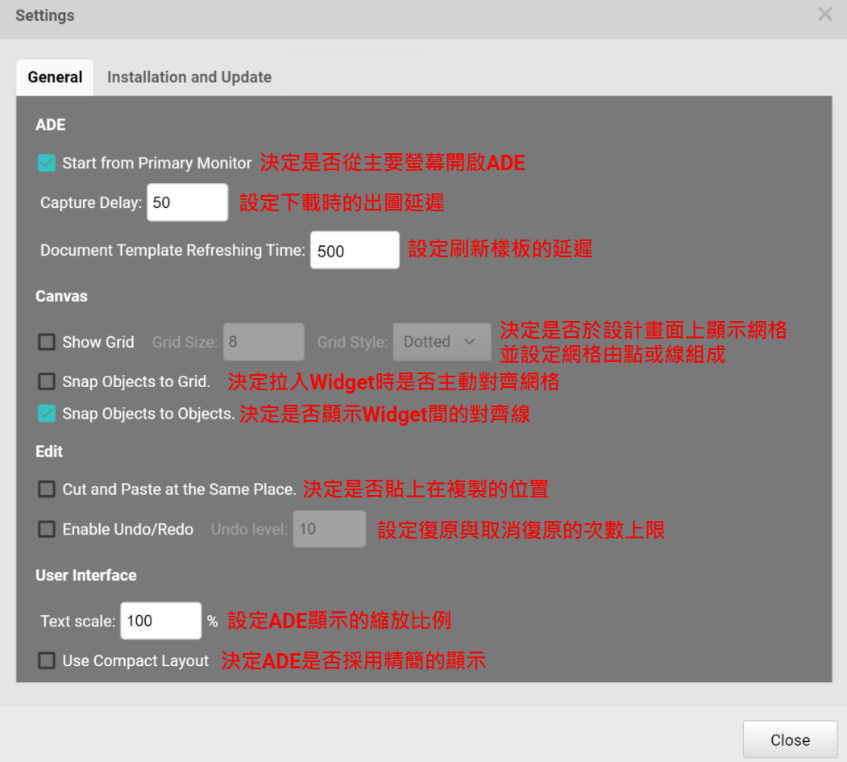 Settings
General Installation and Update
ADE
Start from Primary Monitor 決定是否從主要螢幕開啟ADE
Capture Delay: 50 設定下載時的出圖延遲
Document Template Refreshing Time: 500 設定刷新樣板的延遲
Canvas
Show Grid Grid Size: 8 Grid Style: Dotted 決定是否於設計畫面上顯示網格
並設定網格由點或線組成
Snap Objects to Grid. 決定拉入Widget時是否主動對齊網格
Snap Objects to Objects. 決定是否顯示Widget間的對齊線
Edit
Cut and Paste at the Same Place. 決定是否貼上在複製的位置
Enable Undo/Redo Undo level: 10 設定復原與取消復原的次數上限
User Interface
Text scale: 100 % 設定ADE顯示的縮放比例
Use Compact Layout 決定ADE是否採用精簡的顯示
Close